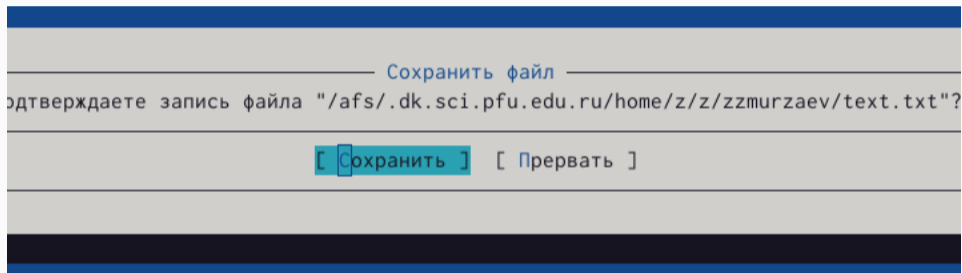 Сохранить файл
одтверждаете запись файла "/afs/.dk.sci.pfu.edu.ru/home/z/z/zzmurzaev/text.txt"?
[ Сохранить ] [ Прервать ]